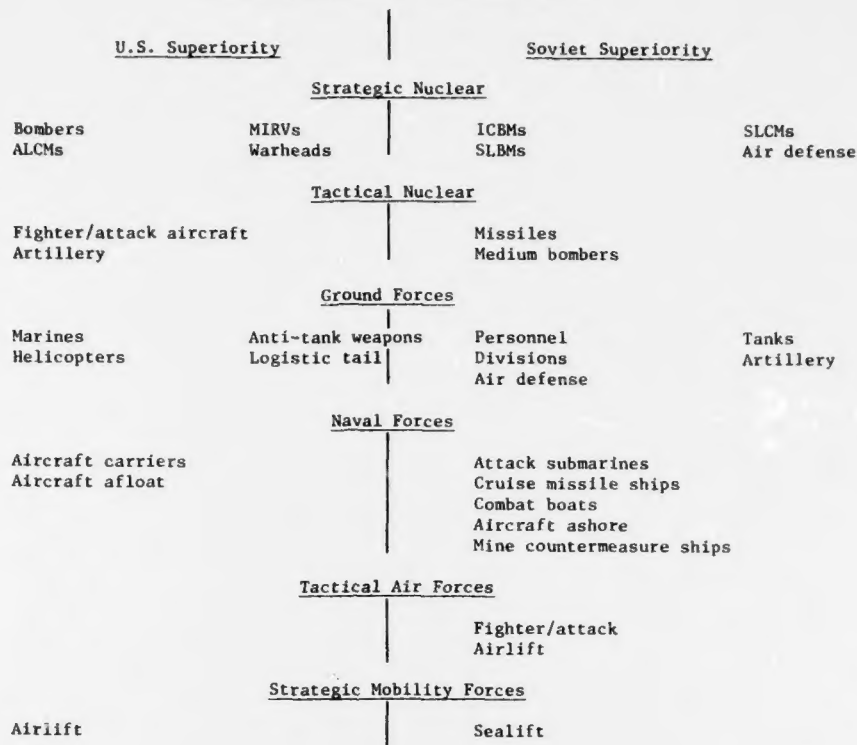 U.S. Superiority Soviet Superiority
Strategic Nuclear
Bombers MIRVs ICBMs SLCMs
ALCMs Warheads SLBMs Air defense
Tactical Nuclear
Fighter/attack aircraft Missiles
Artillery Medium bombers
Ground Forces
Marines Anti-tank weapons Personnel Tanks
Helicopters Logistic tail Divisions Artillery
Air defense
Naval Forces
Aircraft carriers Attack submarines
Aircraft afloat Cruise missile ships
Combat boats
Aircraft ashore
Mine countermeasure ships
Tactical Air Forces
Fighter/attack
Airlift
Strategic Mobility Forces
Airlift Sealift